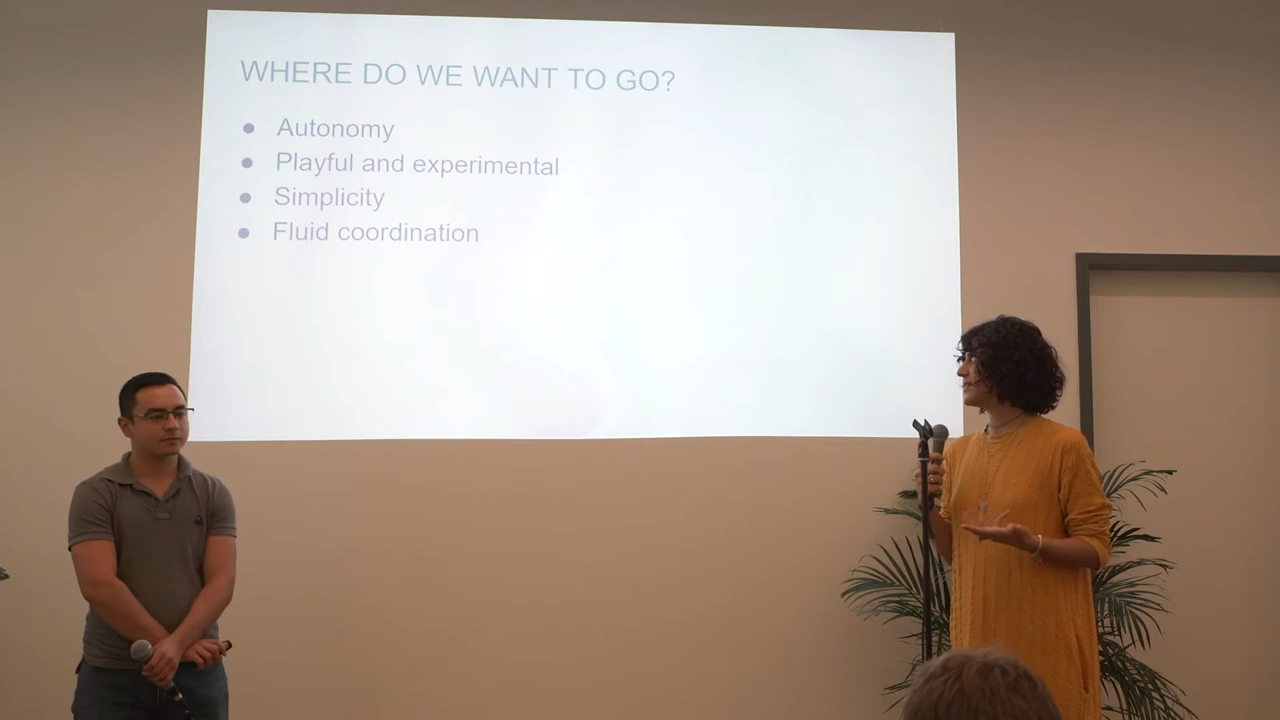 WHERE DO WE WANT TO GO?
● Autonomy
● Playful and experimental
● Simplicity
● Fluid coordination